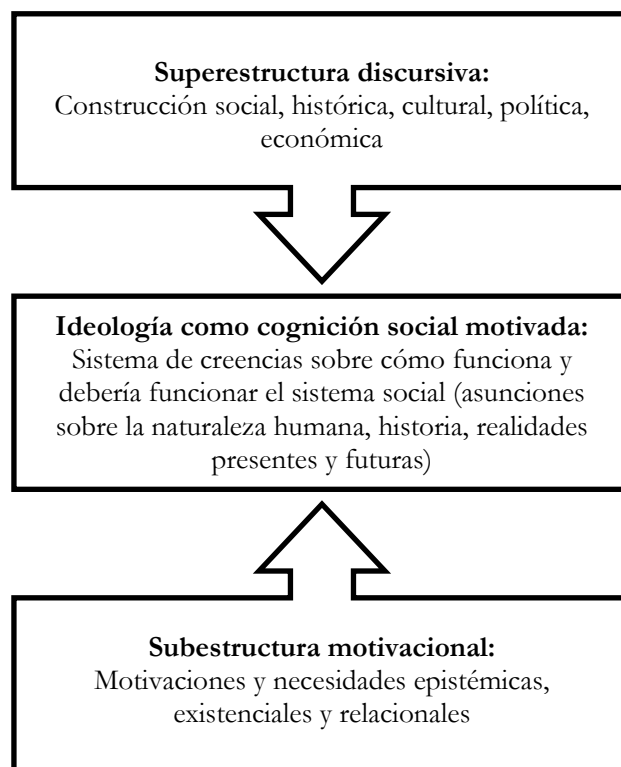 Superestructura discursiva:
Construcción social, histórica, cultural, política,
económica
Ideología como cognición social motivada:
Sistema de creencias sobre cómo funciona y
debería funcionar el sistema social (asunciones
sobre la naturaleza humana, historia, realidades
presentes y futuras)
Subestructura motivacional:
Motivaciones y necesidades epistémicas,
existenciales y relacionales